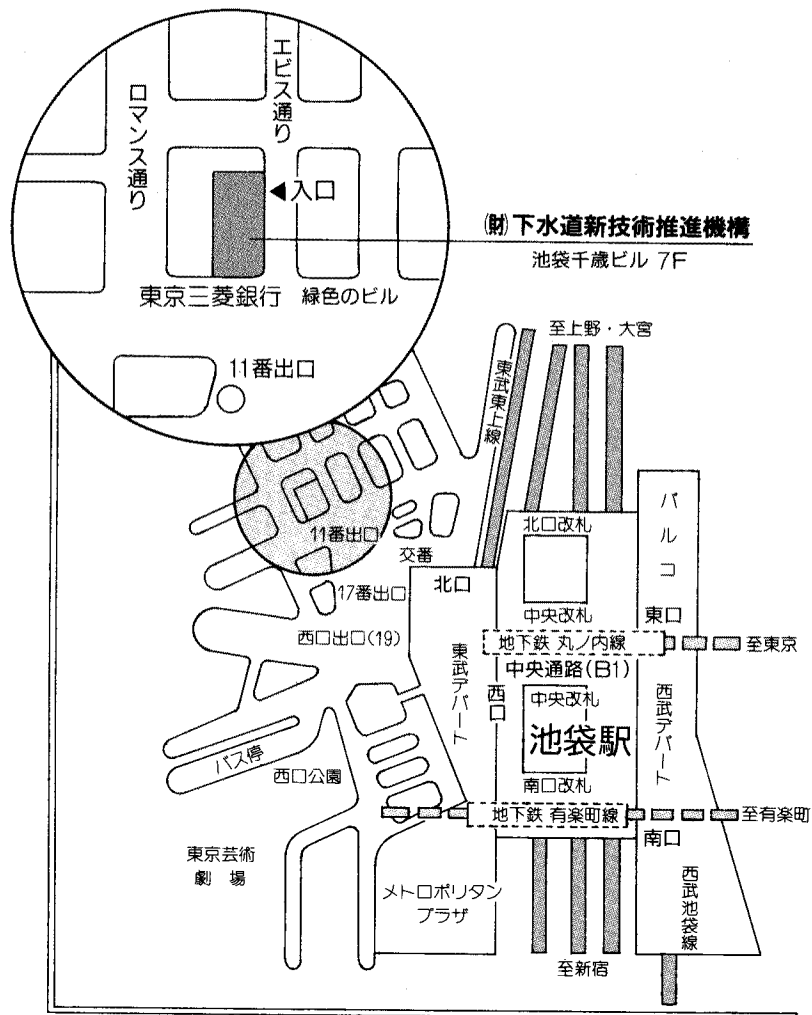 エビス通り
ロマンス通り
入口
(財)下水道新技術推進機構
池袋千歳ビル 7F
東京三菱銀行
緑色のビル
11番出口
至上野・大宮
東武東上線
パルコ
北口改札
11番出口
交番
北口
17番出口
中央改札
東口
西口出口(19)
地下鉄 丸ノ内線
至東京
東武デパート
中央通路(B1)
西口
中央改札
西武デパート
池袋駅
バス停
西口公園
南口改札
地下鉄 有楽町線
至有楽町
南口
東京芸術
劇 場
メトロポリタン
プラザ
西武池袋線
至新宿